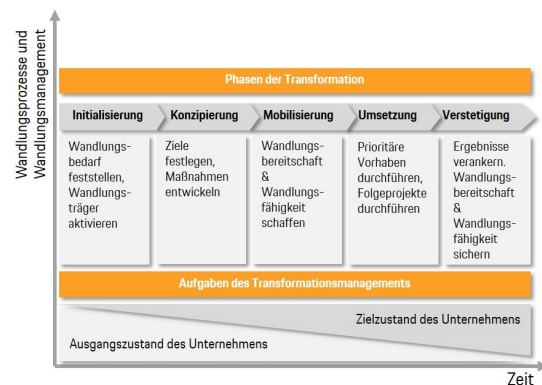 Wandlungsprozesse und
Wandlungsmanagement
Phasen der Transformation
Initialisierung
Konzipierung
Mobilisierung
Umsetzung
Verstetigung
Wandlungs-
bedarf
feststellen,
Wandlungs-
träger
aktivieren
Ziele
festlegen,
Maßnahmen
entwickeln
Wandlungs-
bereitschaft
&
Wandlungs-
fähigkeit
schaffen
Prioritäre
Vorhaben
durchführen,
Folgeprojekte
durchführen
Ergebnisse
verankern.
Wandlungs-
bereitschaft
&
Wandlungs-
fähigkeit
sichern
Aufgaben des Transformationsmanagements
Zielzustand des Unternehmens
Ausgangszustand des Unternehmens
Zeit